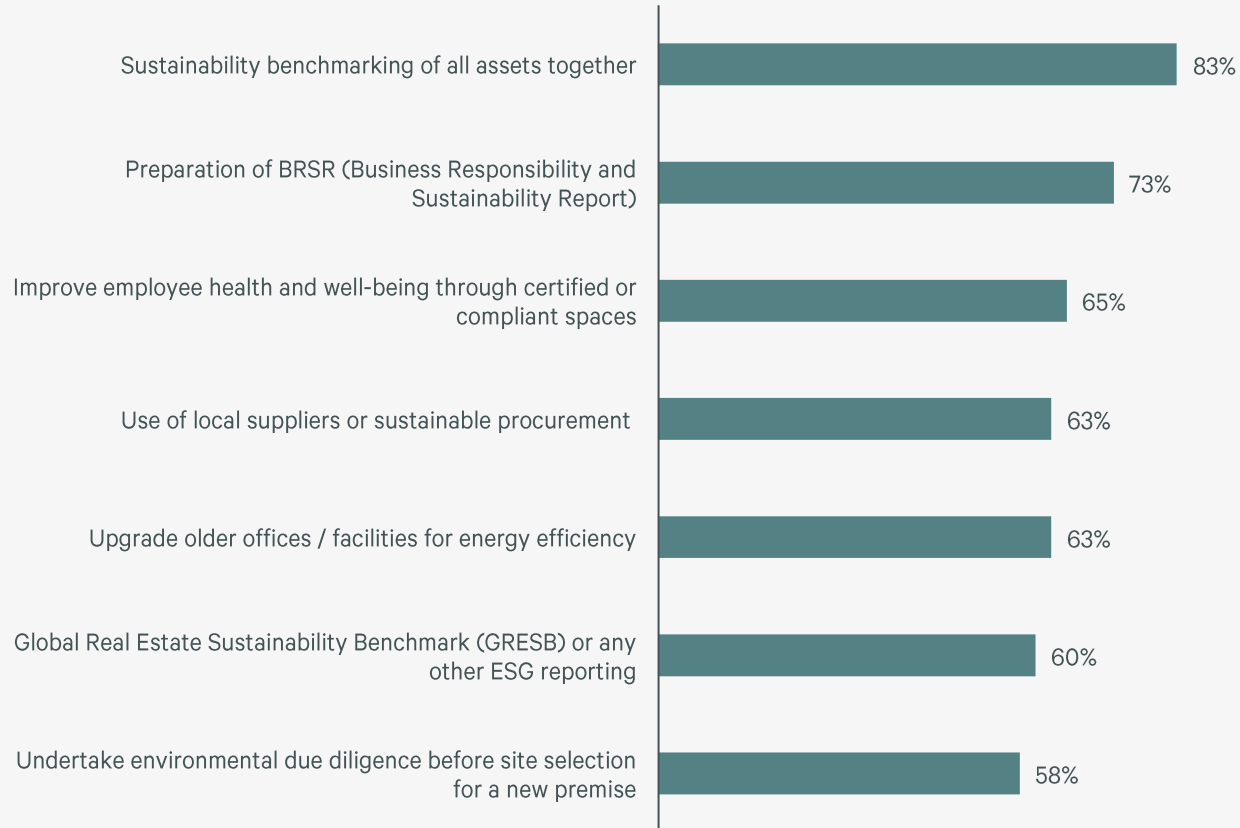 Sustainability benchmarking of all assets together
83%
Preparation of BRSR (Business Responsibility and
Sustainability Report)
73%
Improve employee health and well-being through certified or
compliant spaces
65%
Use of local suppliers or sustainable procurement
63%
Upgrade older offices / facilities for energy efficiency
63%
Global Real Estate Sustainability Benchmark (GRESB) or any
other ESG reporting
60%
Undertake environmental due diligence before site selection
for a new premise
58%